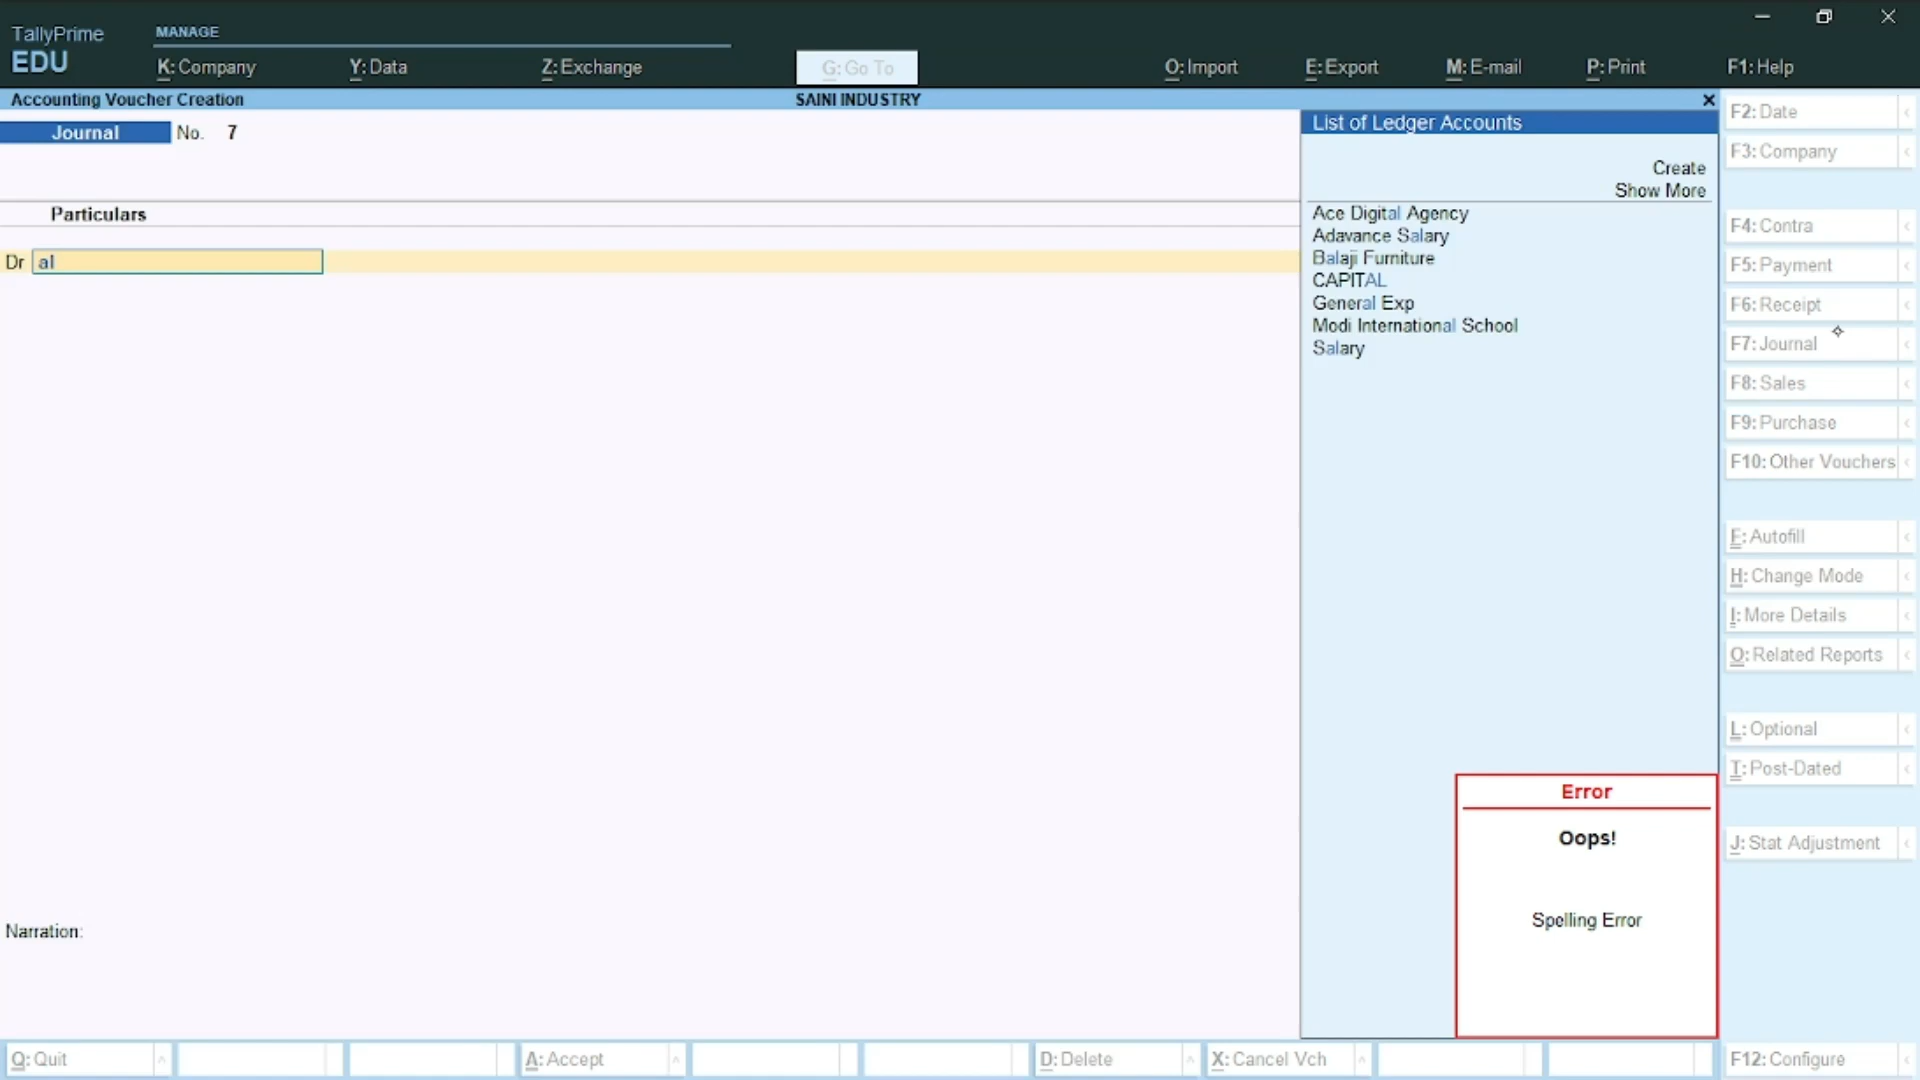 TallyPrime
EDU
MANAGE
K: Company
Y: Data
Z: Exchange
G: Go To
O: Import
E: Export
M: E-mail
P: Print
F1: Help
Accounting Voucher Creation
SAINI INDUSTRY
Journal No. 7
Particulars
Dr al
Narration:
List of Ledger Accounts
Create
Show More
Ace Digital Agency
Adavance Salary
Balaji Furniture
CAPITAL
General Exp
Modi International School
Salary
Error
Oops!
Spelling Error
F2: Date
F3: Company
F4: Contra
F5: Payment
F6: Receipt
F7: Journal
F8: Sales
F9: Purchase
F10: Other Vouchers
F: Autofill
H: Change Mode
I: More Details
O: Related Reports
L: Optional
T: Post-Dated
J: Stat Adjustment
Q: Quit
A: Accept
D: Delete
X: Cancel Vch
F12: Configure